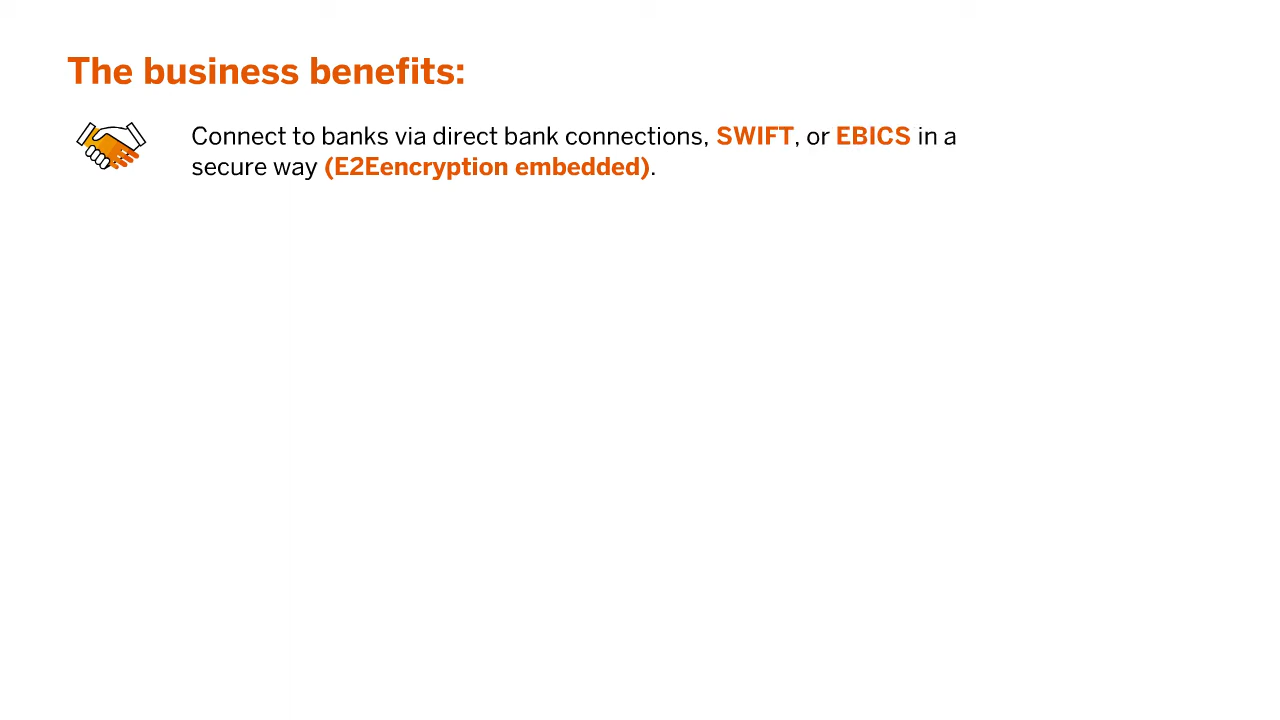 The business benefits:
Connect to banks via direct bank connections, SWIFT, or EBICS in a
secure way (E2Eencryption embedded).